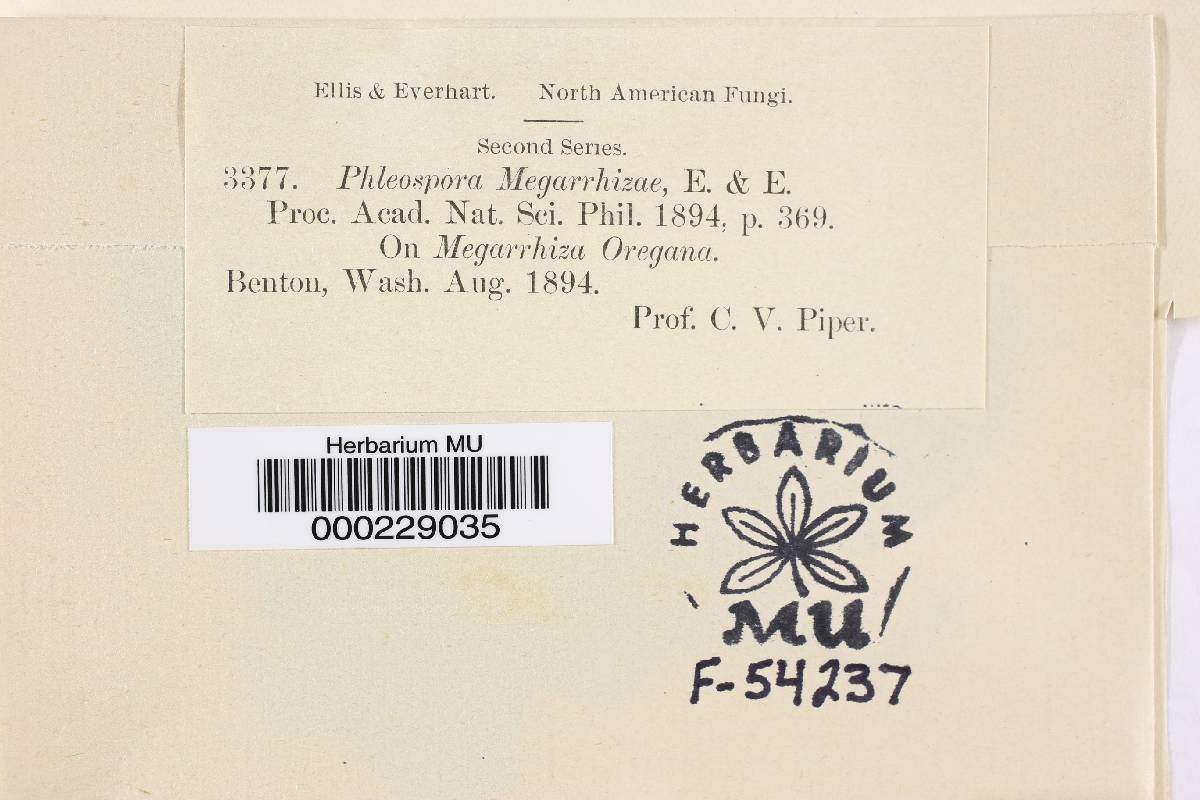 Ellis & Everhart. North American Fungi.
Second Series.
3377. Phleospora Megarrhizae, E. & E.
Proc. Acad. Nat. Sci. Phil. 1894, p. 369.
On Megarrhiza Oregana.
Benton, Wash. Aug. 1894.
Prof. C. V. Piper.
Herbarium MU
000229035
HERBARIUM
MU
F-54237